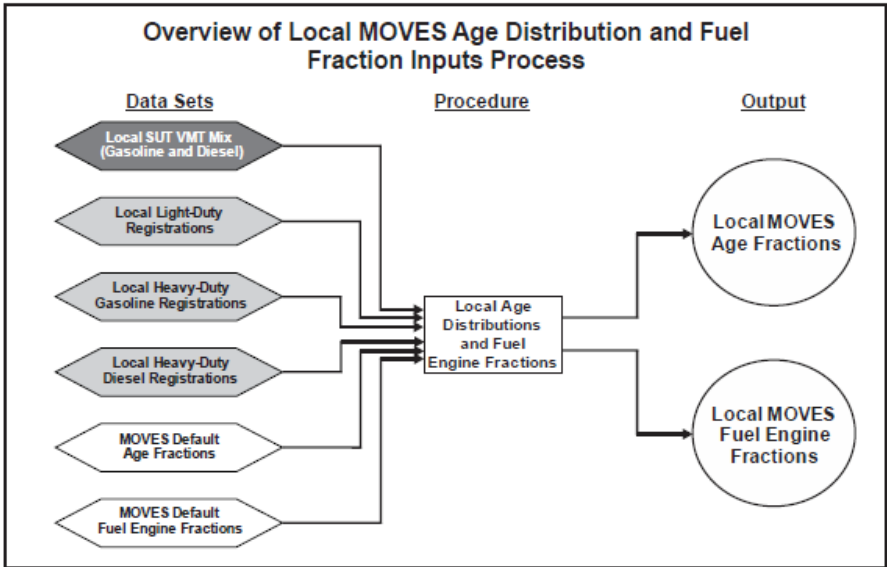 Overview of Local MOVES Age Distribution and Fuel
Fraction Inputs Process
Data Sets
Procedure
Output
Local SUT VMT Mix
(Gasoline and Diesel)
Local Light-Duty
Registrations
Local Heavy-Duty
Gasoline Registrations
Local Heavy-Duty
Diesel Registrations
MOVES Default
Age Fractions
MOVES Default
Fuel Engine Fractions
Local Age
Distributions
and Fuel
Engine Fractions
Local MOVES
Age Fractions
Local MOVES
Fuel Engine
Fractions